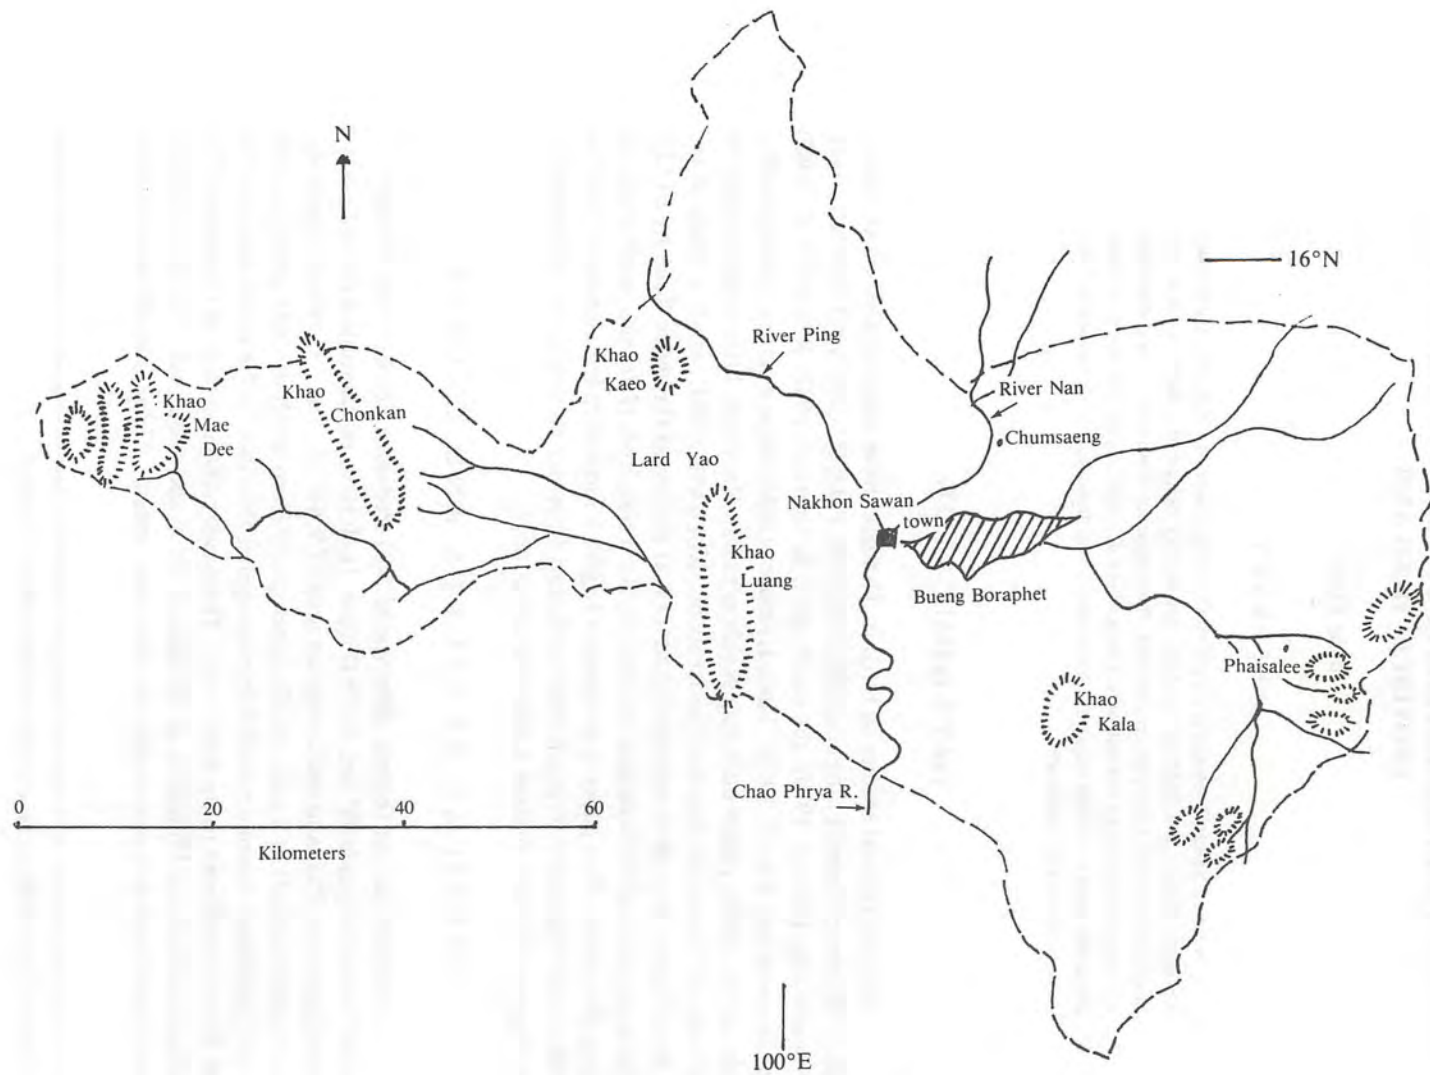 N
16°N
River Ping
Khao
Kaeo
River Nan
Khao
Mae
Dee
Khao
Chonkan
Chumsaeng
Lard Yao
Nakhon Sawan
town
Khao
Luang
Bueng Boraphet
Phaisalee
Khao
Kala
Chao Phrya R.
0 20 40 60
Kilometers
100°E